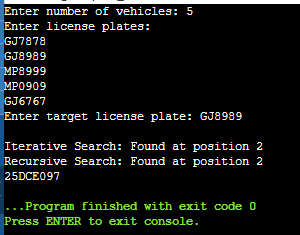 Enter number of vehicles: 5
Enter license plates:
GJ7878
GJ8989
MP8999
MP0909
GJ6767
Enter target license plate: GJ8989
Iterative Search: Found at position 2
Recursive Search: Found at position 2
25DCE097
...Program finished with exit code 0
Press ENTER to exit console.